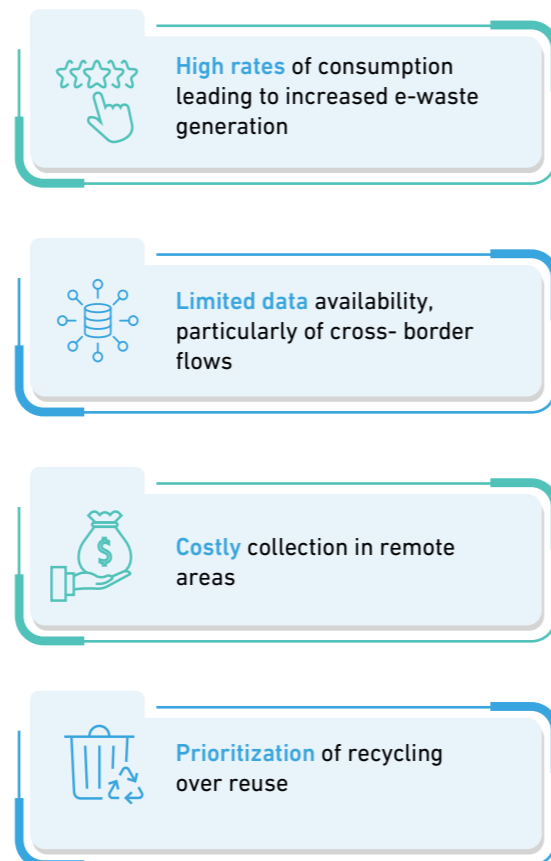 High rates of consumption
leading to increased e-waste
generation
Limited data availability,
particularly of cross- border
flows
Costly collection in remote
areas
Prioritization of recycling
over reuse